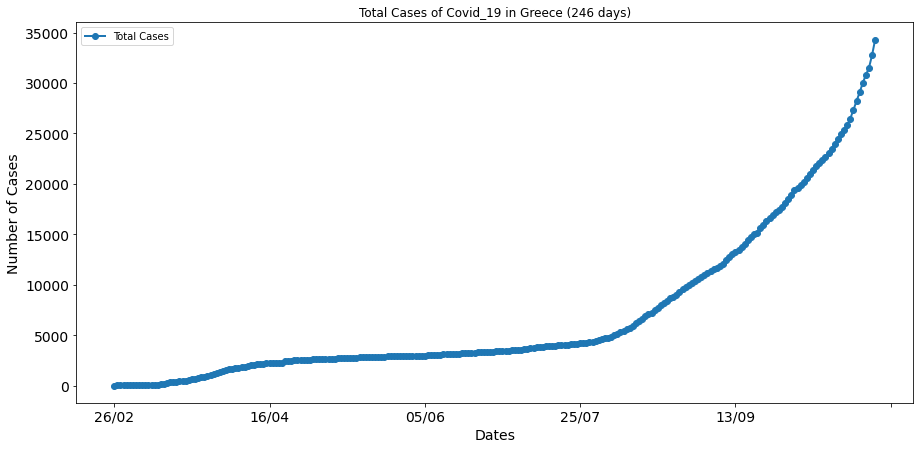 Total Cases of Covid_19 in Greece (246 days)
Total Cases
35000
30000
25000
20000
15000
10000
5000
0
Number of Cases
26/02 16/04 05/06 25/07 13/09
Dates